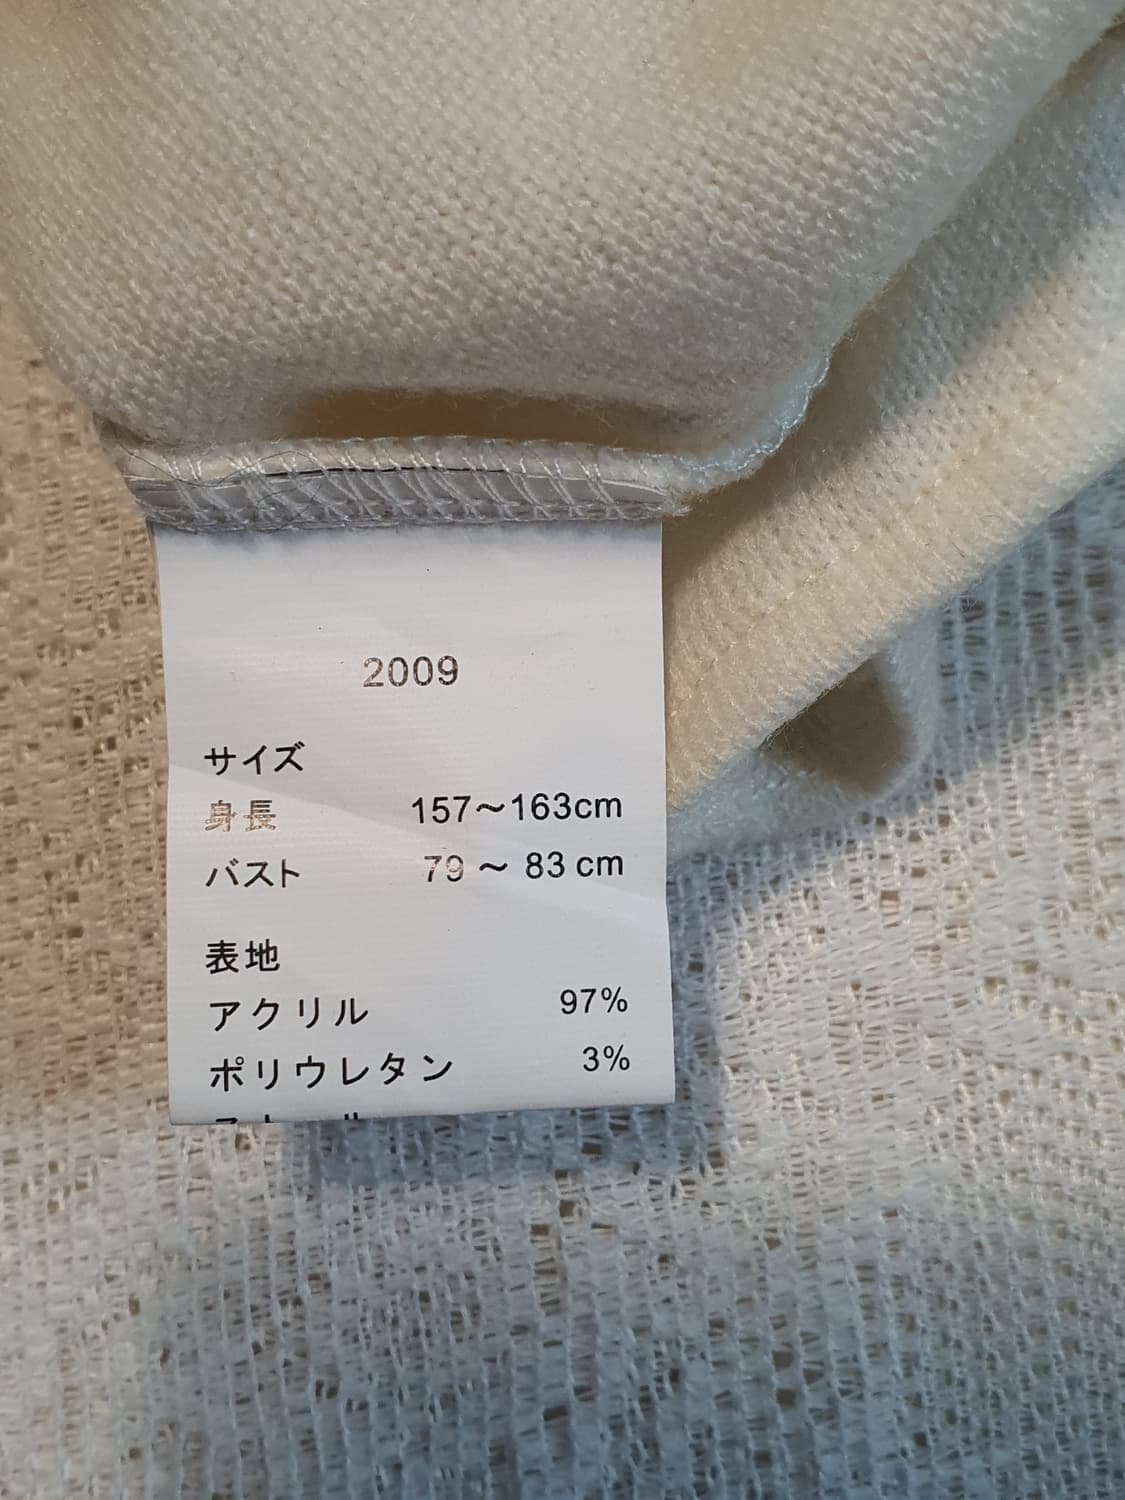 2009
サイズ
身長 157～163cm
バスト 79 ～ 83 cm
表地
アクリル 97%
ポリウレタン 3%